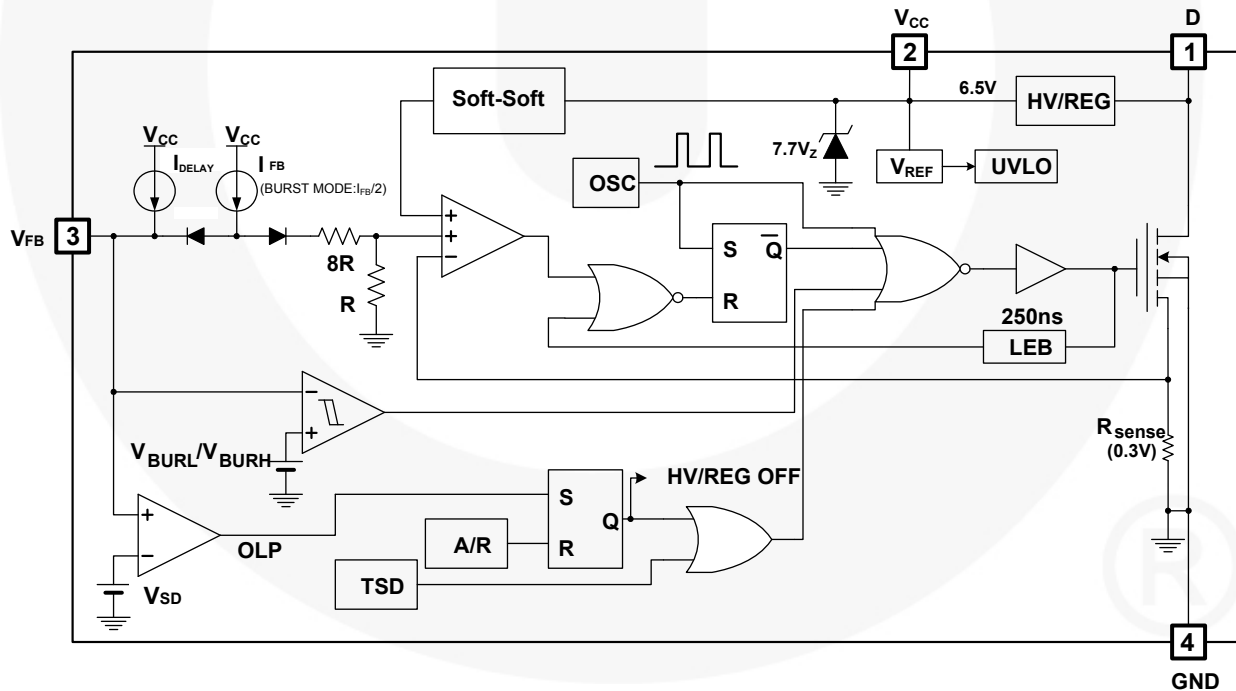 VCC
D
2
1
6.5V
HV/REG
Soft-Soft
VCC
VCC
IDELAY
I FB
(BURST MODE:IFB/2)
7.7VZ
VREF
UVLO
OSC
VFB
3
+
+
−
8R
R
S
Q
R
250ns
LEB
−
+
VBURL/VBURH
Rsense
(0.3V)
HV/REG OFF
S
Q
R
+
−
OLP
A/R
TSD
VSD
®
4
GND